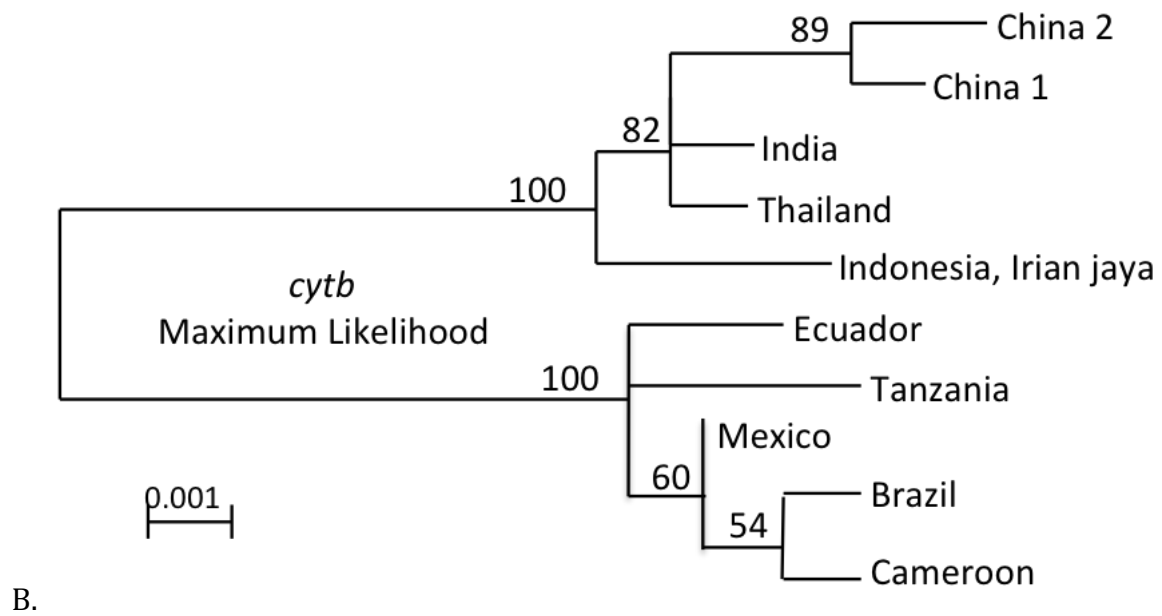 89
China 2
China 1
82
India
100
Thailand
Indonesia, Irian jaya
cytb
Maximum Likelihood
Ecuador
100
Tanzania
Mexico
60
0.001
Brazil
54
Cameroon
B.